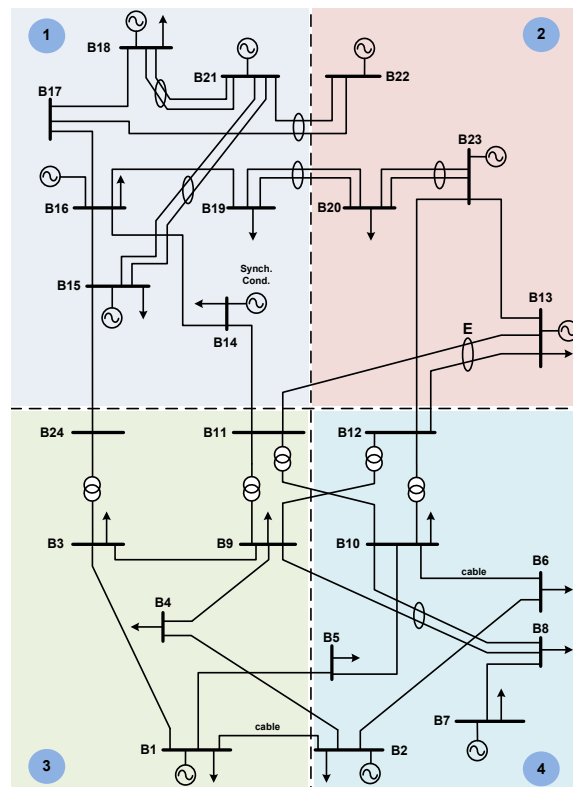 1
2
B18
B21
B22
B17
B23
B16
B19
B20
B15
Synch.
Cond.
B14
B13
E
B24
B11
B12
B3
B9
B10
cable
B6
B4
B8
B5
B7
cable
B1
B2
3
4